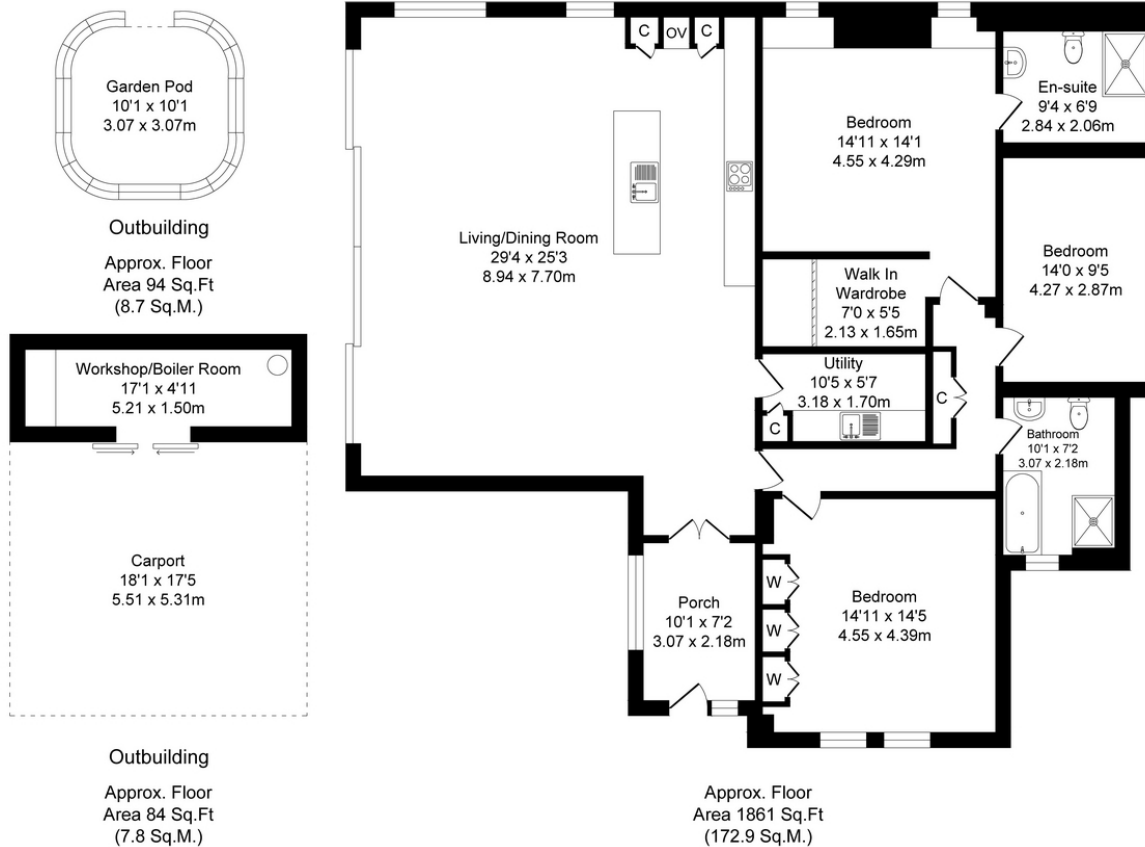 Garden Pod
10'1 x 10'1
3.07 x 3.07m
Outbuilding
Approx. Floor
Area 94 Sq.Ft
(8.7 Sq.M.)
Workshop/Boiler Room
17'1 x 4'11
5.21 x 1.50m
Carport
18'1 x 17'5
5.51 x 5.31m
Outbuilding
Approx. Floor
Area 84 Sq.Ft
(7.8 Sq.M.)
C
OV
C
Living/Dining Room
29'4 x 25'3
8.94 x 7.70m
Bedroom
14'11 x 14'1
4.55 x 4.29m
En-suite
9'4 x 6'9
2.84 x 2.06m
Bedroom
14'0 x 9'5
4.27 x 2.87m
Walk In
Wardrobe
7'0 x 5'5
2.13 x 1.65m
Utility
10'5 x 5'7
3.18 x 1.70m
C
C
Bathroom
10'1 x 7'2
3.07 x 2.18m
Porch
10'1 x 7'2
3.07 x 2.18m
W
W
W
Bedroom
14'11 x 14'5
4.55 x 4.39m
Approx. Floor
Area 1861 Sq.Ft
(172.9 Sq.M.)